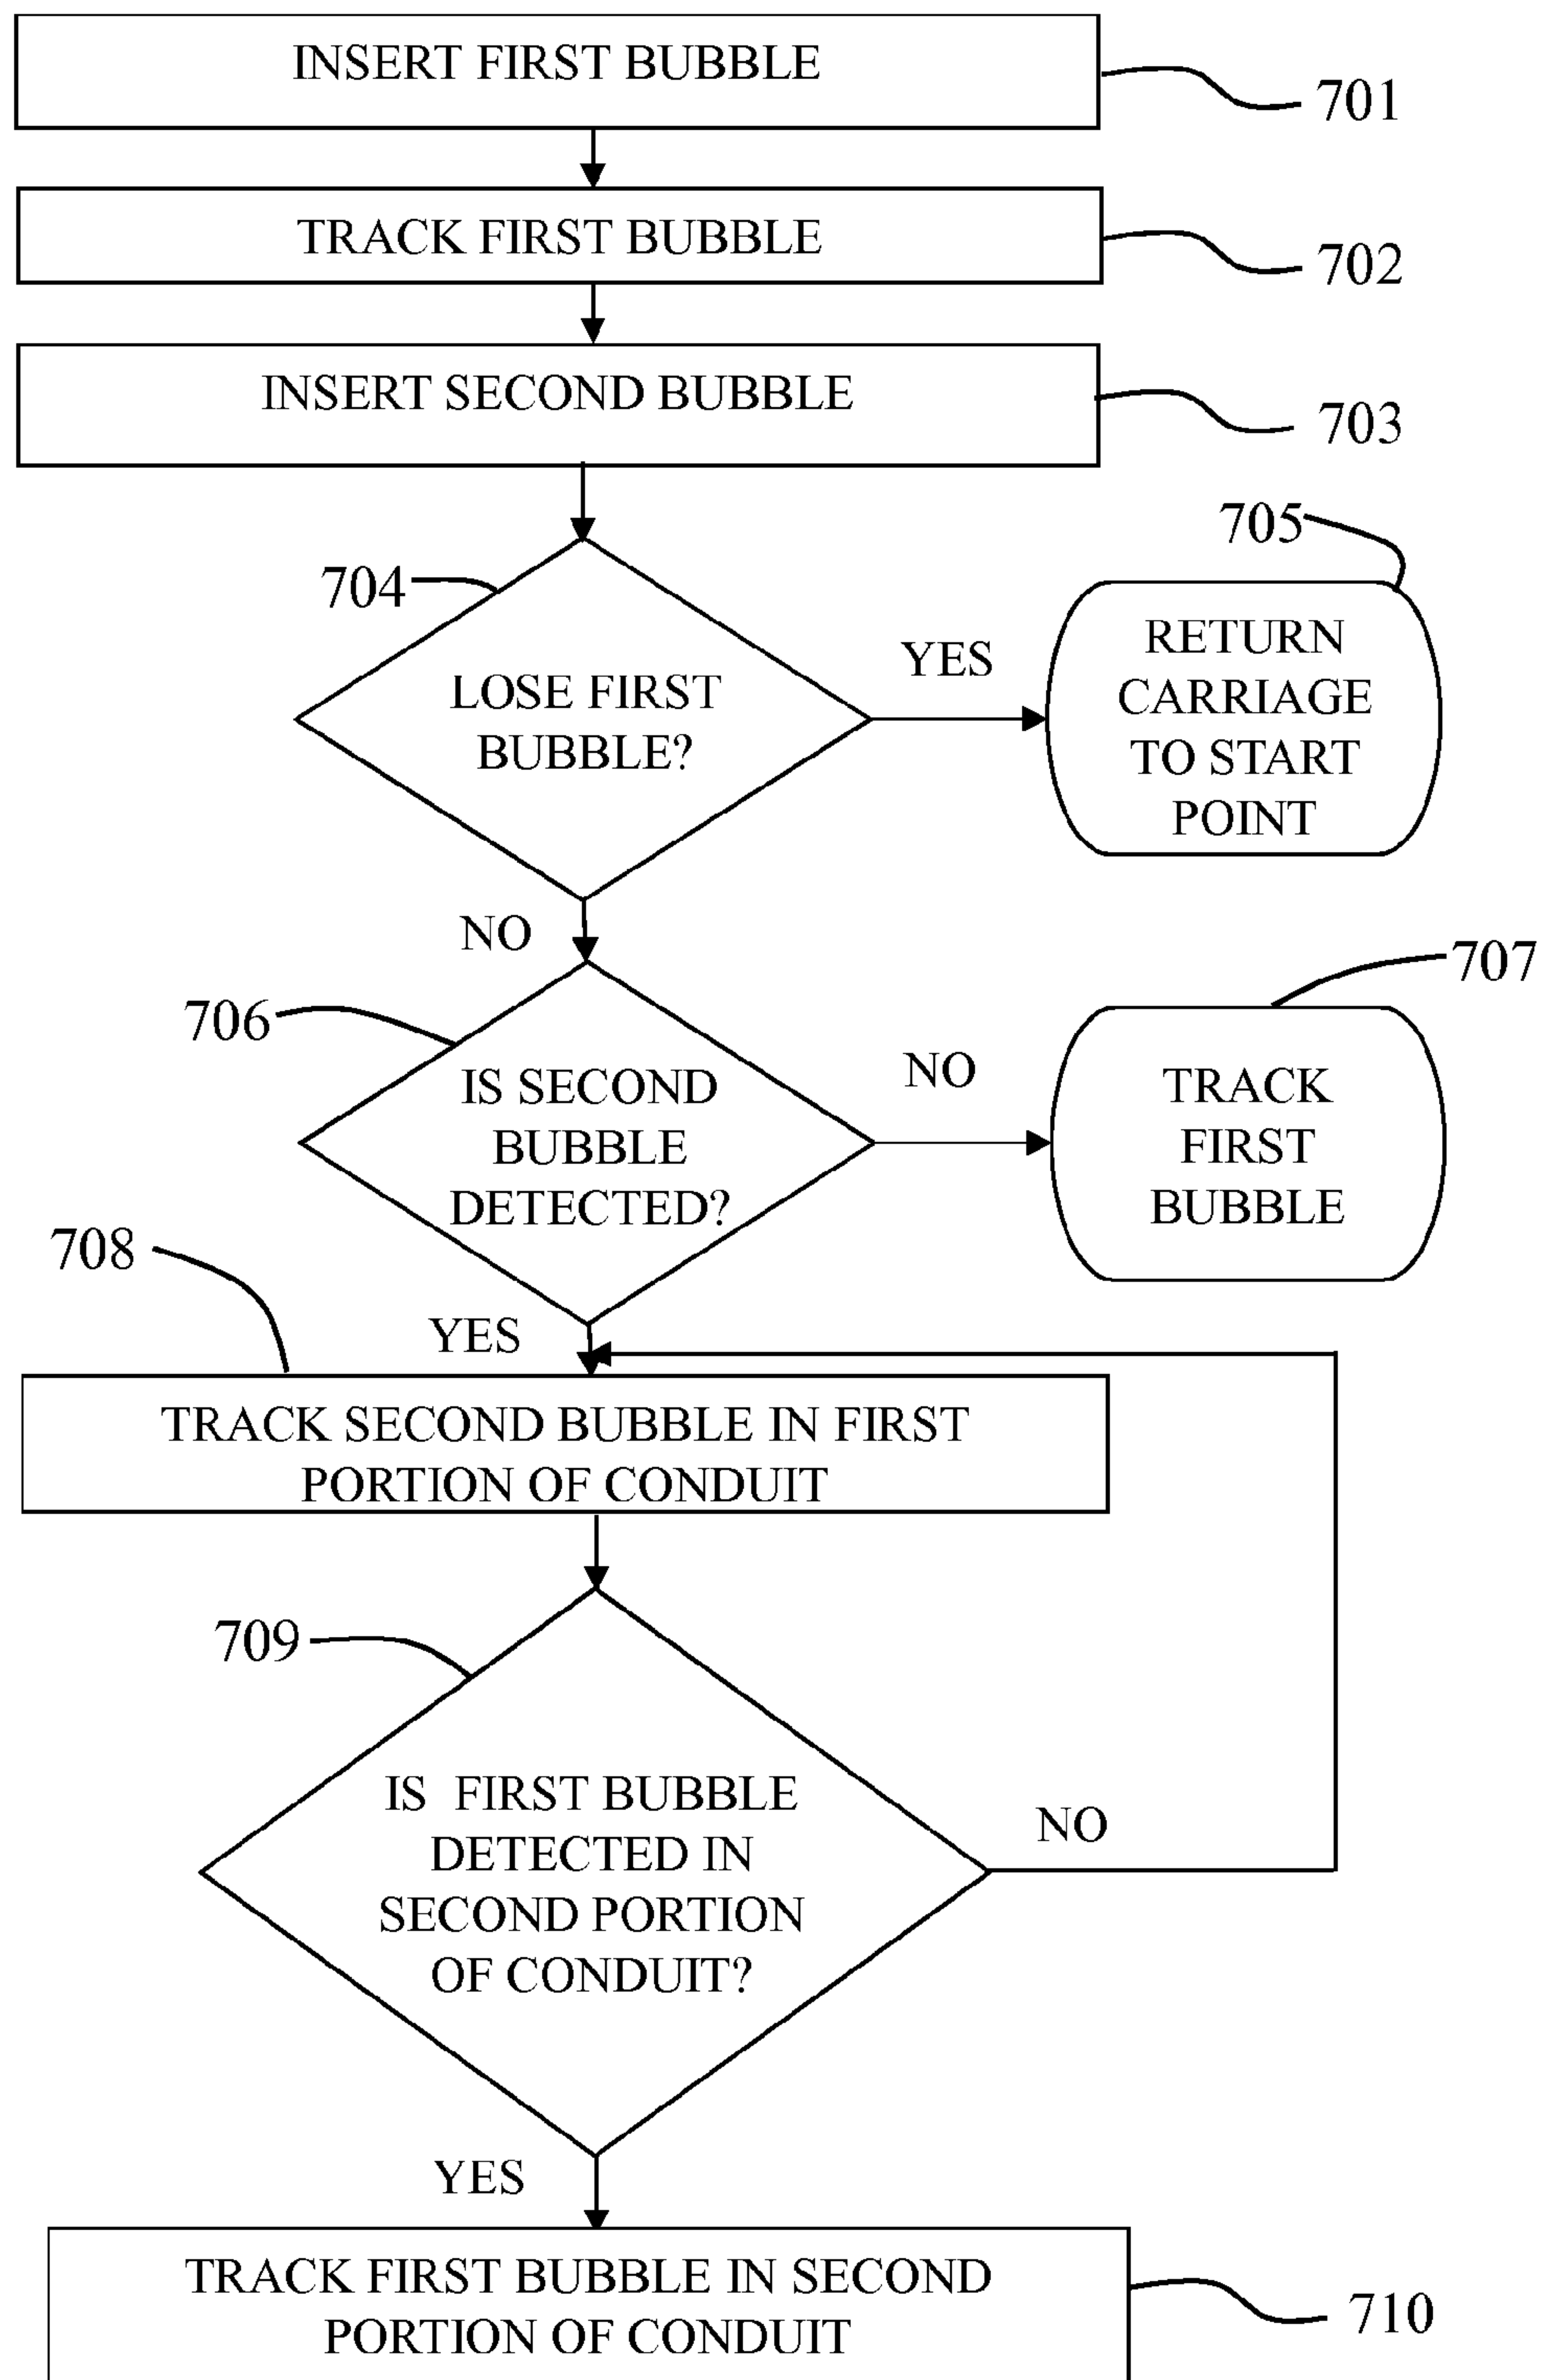 INSERT FIRST BUBBLE
701
TRACK FIRST BUBBLE
702
INSERT SECOND BUBBLE
703
704
LOSE FIRST
BUBBLE?
YES
705
RETURN
CARRIAGE
TO START
POINT
NO
706
IS SECOND
BUBBLE
DETECTED?
NO
707
TRACK
FIRST
BUBBLE
YES
708
TRACK SECOND BUBBLE IN FIRST
PORTION OF CONDUIT
709
IS FIRST BUBBLE
DETECTED IN
SECOND PORTION
OF CONDUIT?
NO
YES
TRACK FIRST BUBBLE IN SECOND
PORTION OF CONDUIT
710